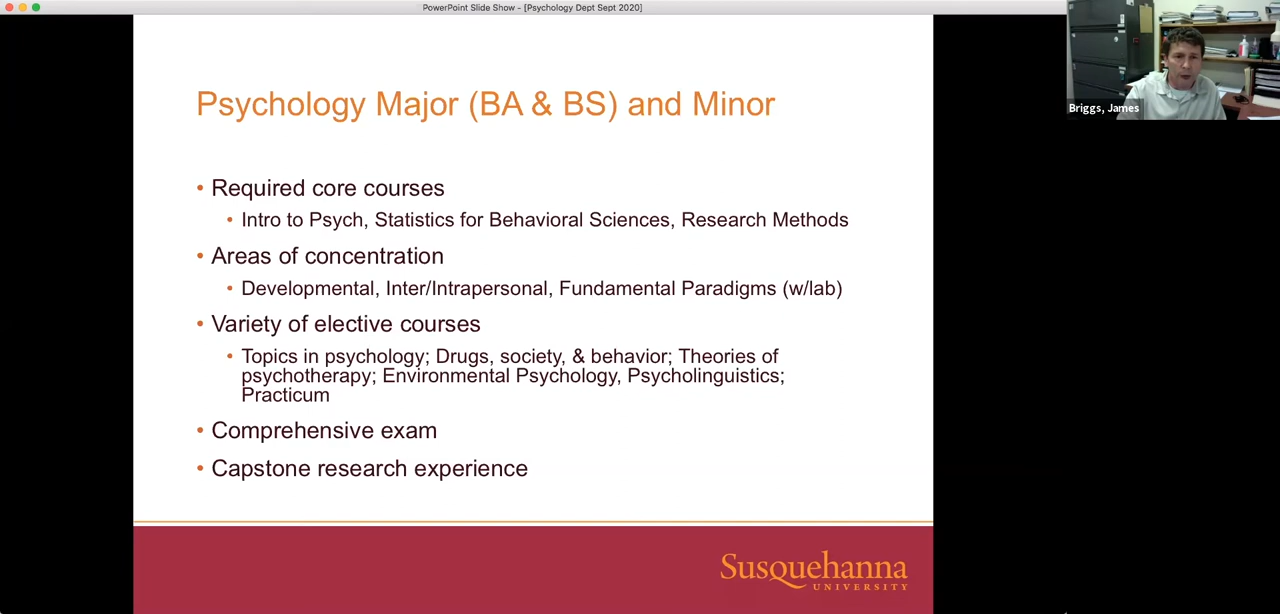 PowerPoint Slide Show - [Psychology Dept Sept 2020]
Briggs, James
Psychology Major (BA & BS) and Minor
• Required core courses
• Intro to Psych, Statistics for Behavioral Sciences, Research Methods
• Areas of concentration
• Developmental, Inter/Intrapersonal, Fundamental Paradigms (w/lab)
• Variety of elective courses
• Topics in psychology; Drugs, society, & behavior; Theories of
psychotherapy; Environmental Psychology, Psycholinguistics;
Practicum
• Comprehensive exam
• Capstone research experience
Susquehanna
UNIVERSITY